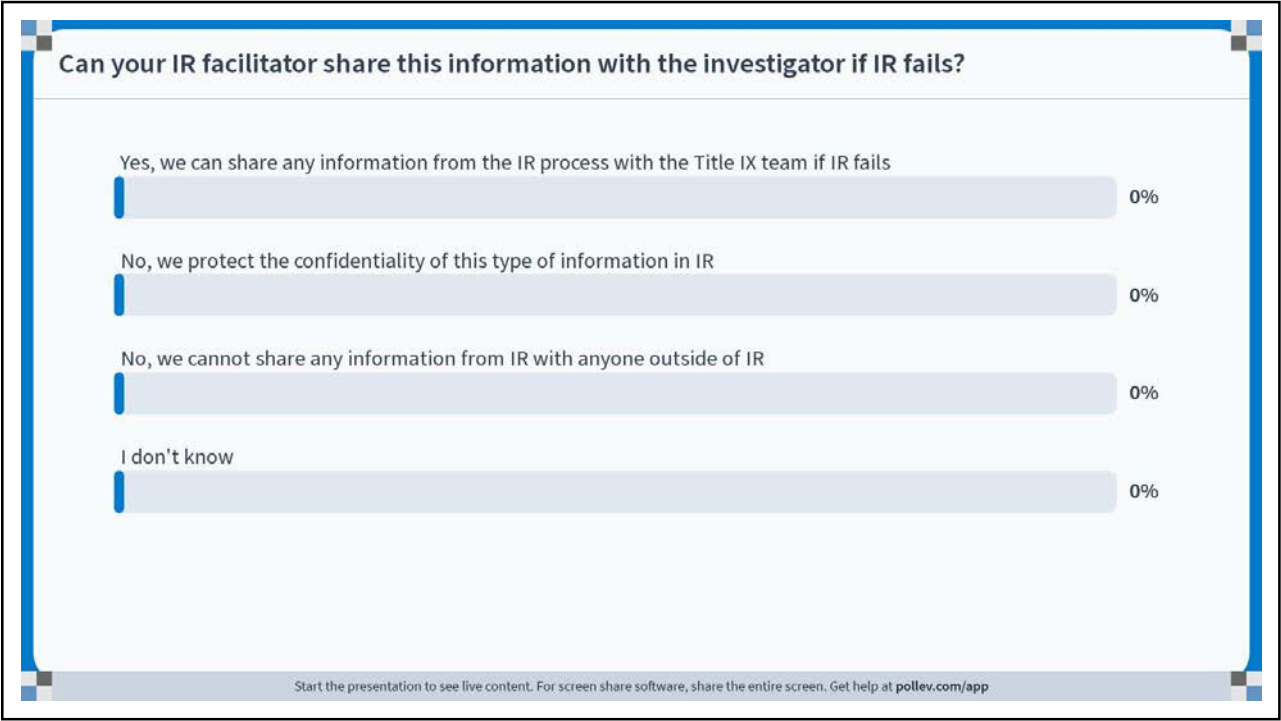 Can your IR facilitator share this information with the investigator if IR fails?
Yes, we can share any information from the IR process with the Title IX team if IR fails
0%
No, we protect the confidentiality of this type of information in IR
0%
No, we cannot share any information from IR with anyone outside of IR
0%
I don't know
0%
Start the presentation to see live content. For screen share software, share the entire screen. Get help at pollev.com/app